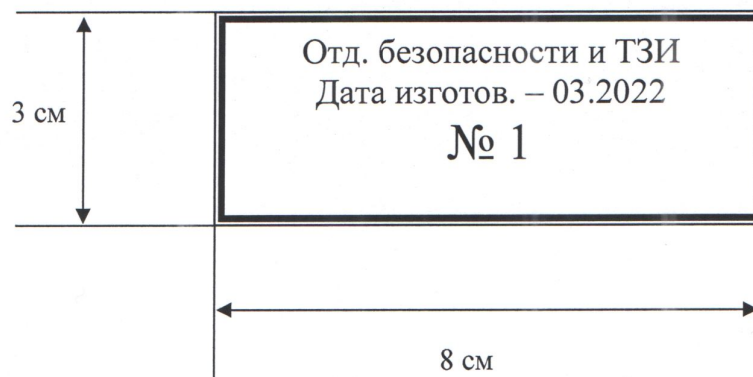 Отд. безопасности и ТЗИ
Дата изготов. – 03.2022
№ 1
3 см
8 см